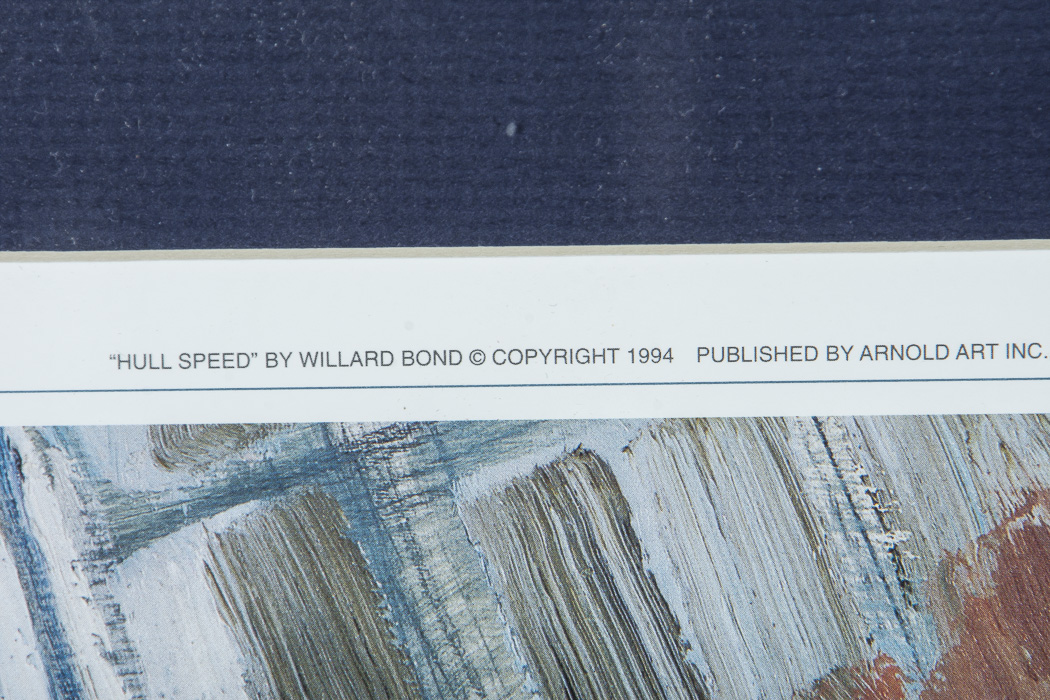 “HULL SPEED” BY WILLARD BOND © COPYRIGHT 1994 PUBLISHED BY ARNOLD ART INC.